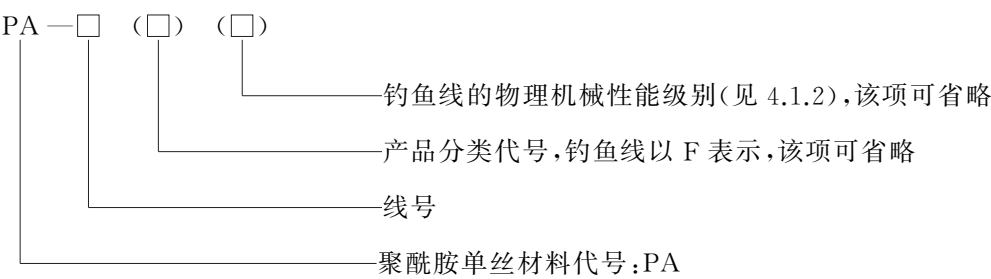 PA —□ （□） （□）
钓鱼线的物理机械性能级别（见 4.1.2），该项可省略
产品分类代号，钓鱼线以 F 表示，该项可省略
线号
聚酰胺单丝材料代号：PA